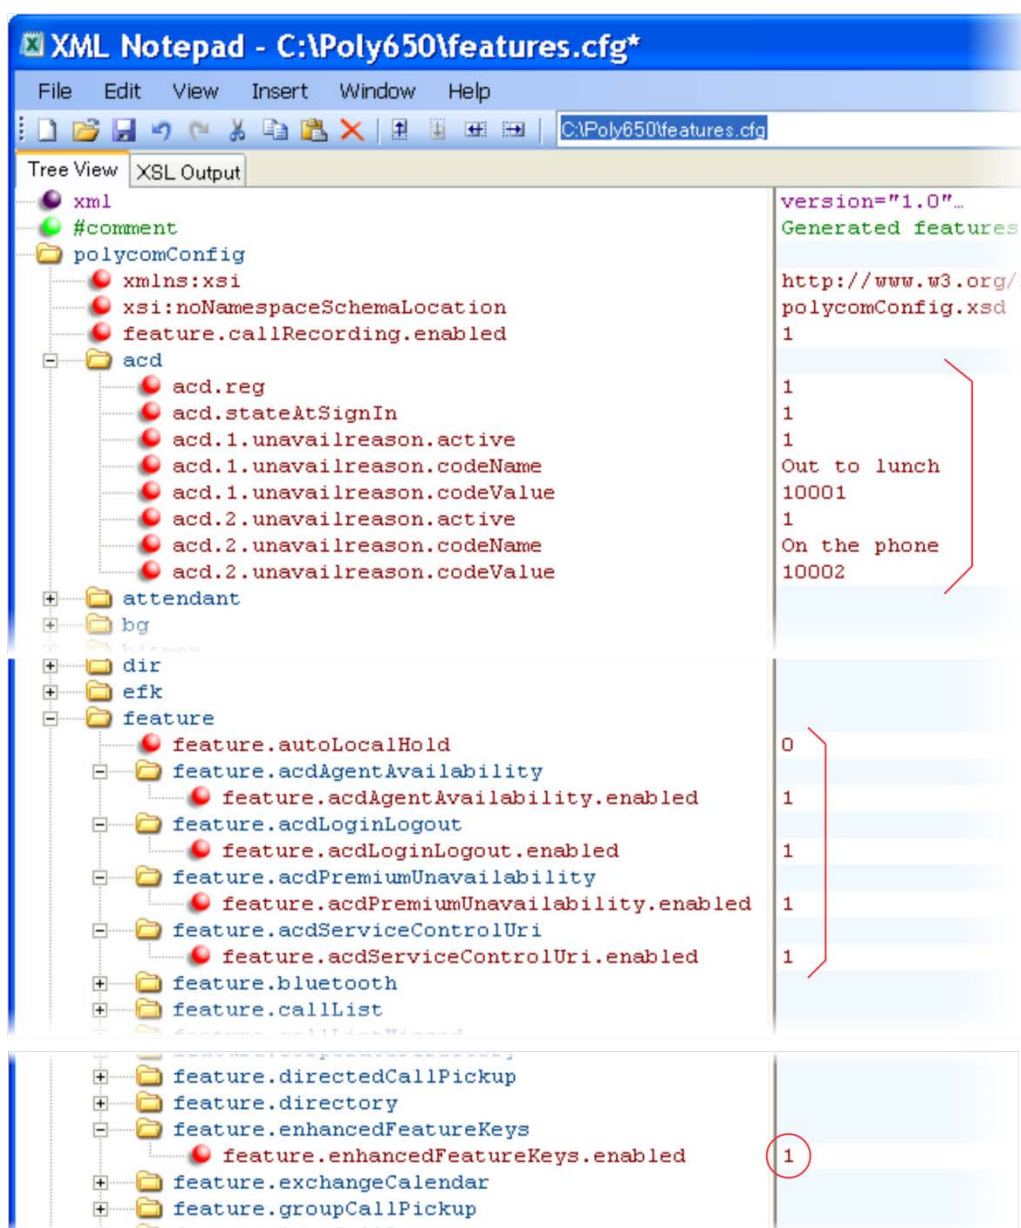 XML Notepad - C:\Poly650\features.cfg*
File Edit View Insert Window Help
C:\Poly650\features.cfg
Tree View XSL Output
xml version="1.0"…
#comment Generated features
polycomConfig
xmlns:xsi http://www.w3.org/
xsi:noNamespaceSchemaLocation polycomConfig.xsd
feature.callRecording.enabled 1
acd
acd.reg 1
acd.stateAtSignIn 1
acd.1.unavailreason.active 1
acd.1.unavailreason.codeName Out to lunch
acd.1.unavailreason.codeValue 10001
acd.2.unavailreason.active 1
acd.2.unavailreason.codeName On the phone
acd.2.unavailreason.codeValue 10002
attendant
bg
dir
efk
feature
feature.autoLocalHold 0
feature.acdAgentAvailability
feature.acdAgentAvailability.enabled 1
feature.acdLoginLogout
feature.acdLoginLogout.enabled 1
feature.acdPremiumUnavailability
feature.acdPremiumUnavailability.enabled 1
feature.acdServiceControlUri
feature.acdServiceControlUri.enabled 1
feature.bluetooth
feature.callList
feature.directedCallPickup
feature.directory
feature.enhancedFeatureKeys
feature.enhancedFeatureKeys.enabled 1
feature.exchangeCalendar
feature.groupCallPickup